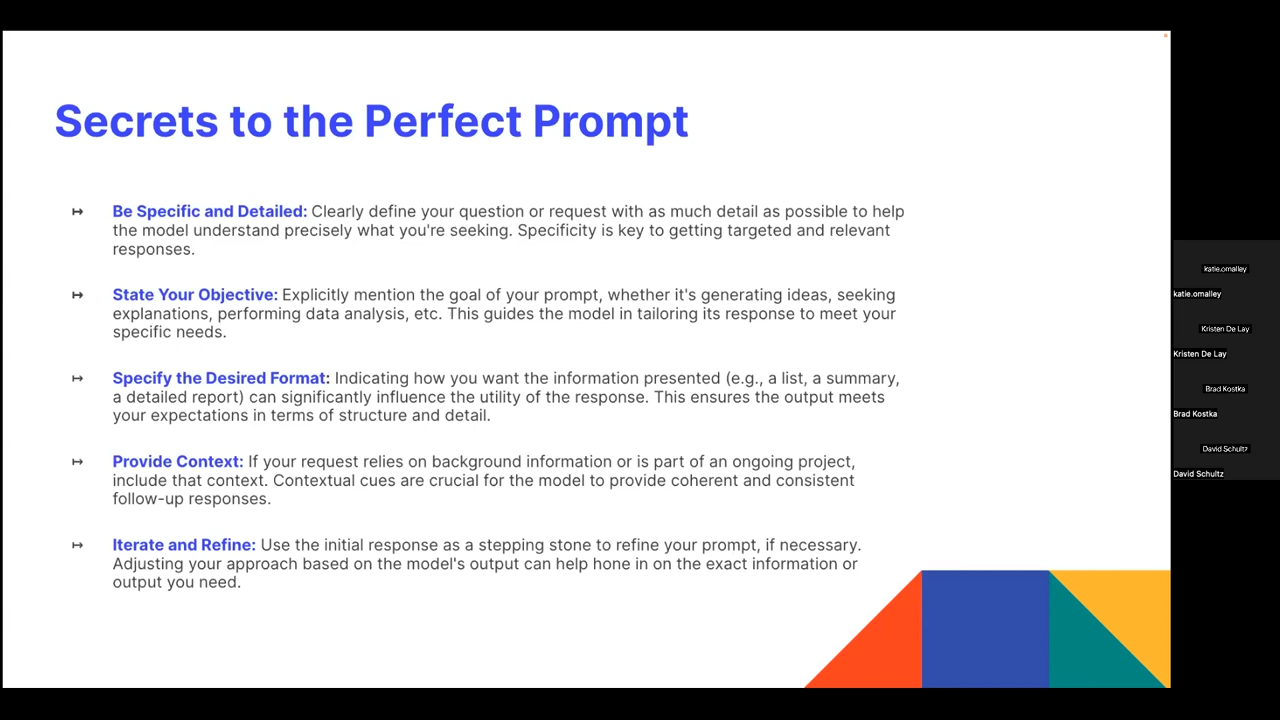 Secrets to the Perfect Prompt
↦ Be Specific and Detailed: Clearly define your question or request with as much detail as possible to help
the model understand precisely what you're seeking. Specificity is key to getting targeted and relevant
responses.
↦ State Your Objective: Explicitly mention the goal of your prompt, whether it's generating ideas, seeking
explanations, performing data analysis, etc. This guides the model in tailoring its response to meet your
specific needs.
↦ Specify the Desired Format: Indicating how you want the information presented (e.g., a list, a summary,
a detailed report) can significantly influence the utility of the response. This ensures the output meets
your expectations in terms of structure and detail.
↦ Provide Context: If your request relies on background information or is part of an ongoing project,
include that context. Contextual cues are crucial for the model to provide coherent and consistent
follow-up responses.
↦ Iterate and Refine: Use the initial response as a stepping stone to refine your prompt, if necessary.
Adjusting your approach based on the model's output can help hone in on the exact information or
output you need.
katie.omalley
katie.omalley
Kristen De Lay
Kristen De Lay
Brad Kostka
Brad Kostka
David Schultz
David Schultz